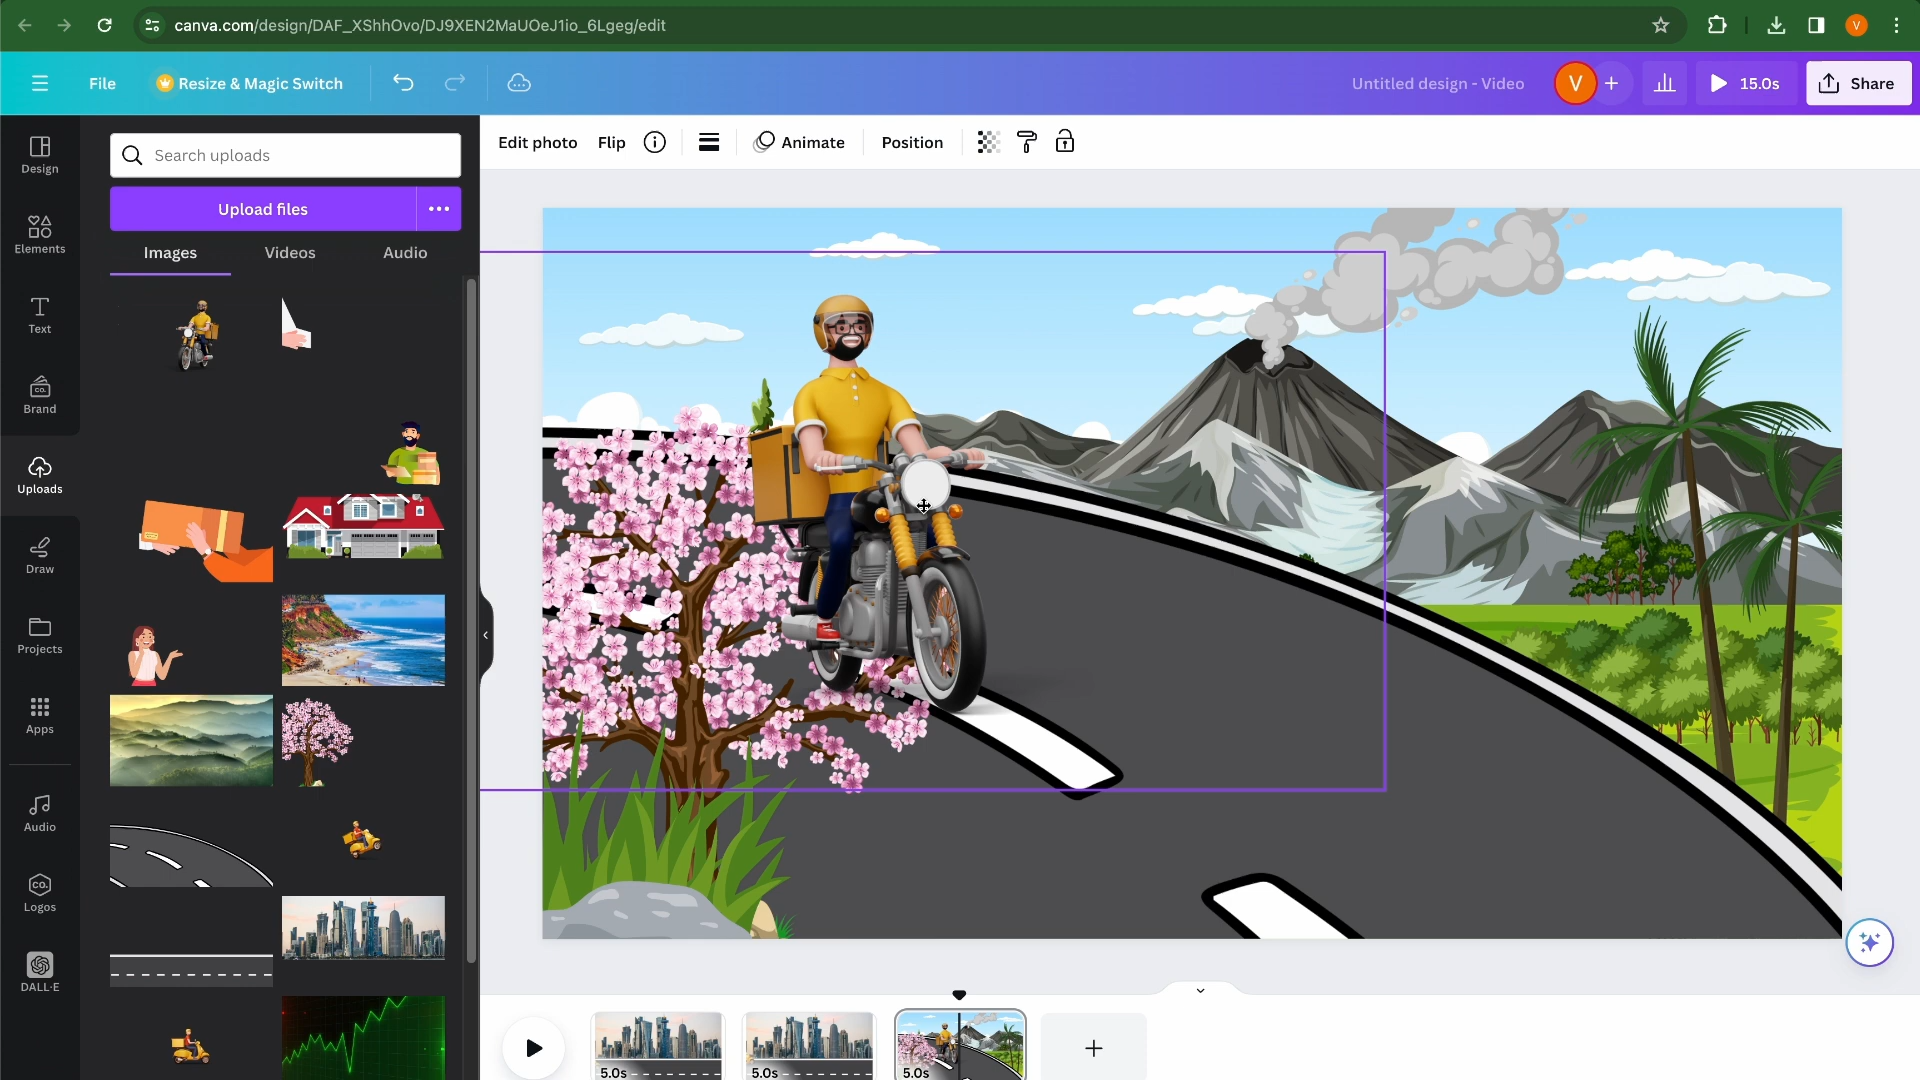 canva.com/design/DAF_XShhOvo/DJ9XEN2MaUOeJ1io_6Lgeg/edit
V
File
Resize & Magic Switch
Untitled design - Video
V
+
15.0s
Share
Design
Elements
Text
Brand
Uploads
Draw
Projects
Apps
Audio
Logos
DALL·E
Search uploads
Upload files
Images
Videos
Audio
Edit photo
Flip
Animate
Position
5.0s
5.0s
5.0s
CO.
CO.